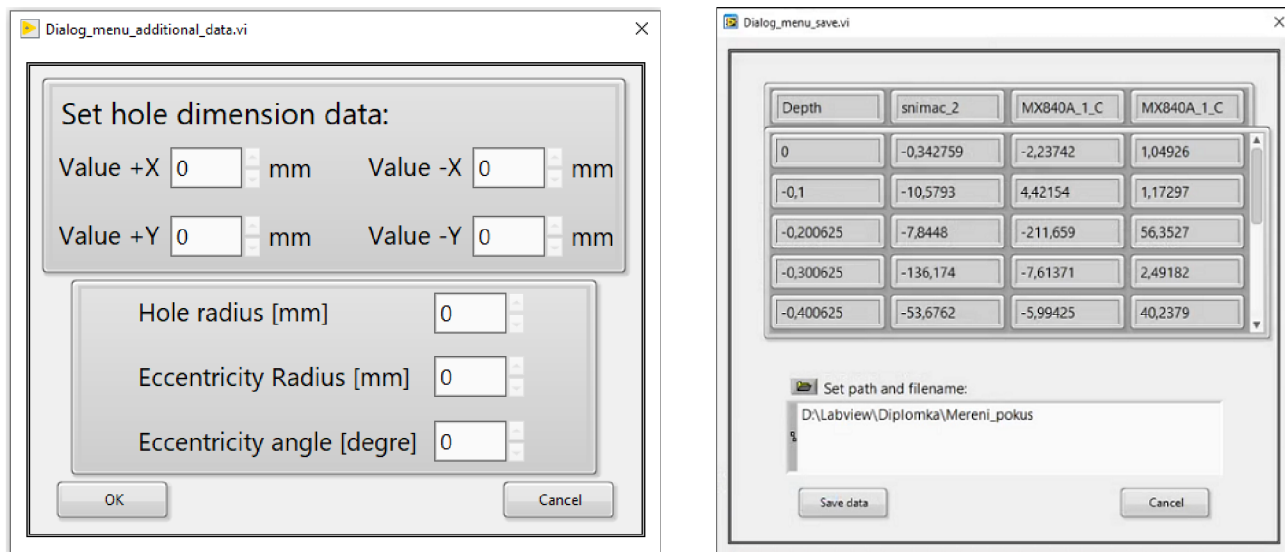 Dialog_menu_additional_data.vi
Set hole dimension data:
Value +X 0 mm Value -X 0 mm
Value +Y 0 mm Value -Y 0 mm
Hole radius [mm] 0
Eccentricity Radius [mm] 0
Eccentricity angle [degre] 0
OK Cancel
Dialog_menu_save.vi
Depth snimac_2 MX840A_1_C MX840A_1_C
0 -0,342759 -2,23742 1,04926
-0,1 -10,5793 4,42154 1,17297
-0,200625 -7,8448 -211,659 56,3527
-0,300625 -136,174 -7,61371 2,49182
-0,400625 -53,6762 -5,99425 40,2379
Set path and filename:
D:\Labview\Diplomka\Mereni_pokus
Save data Cancel